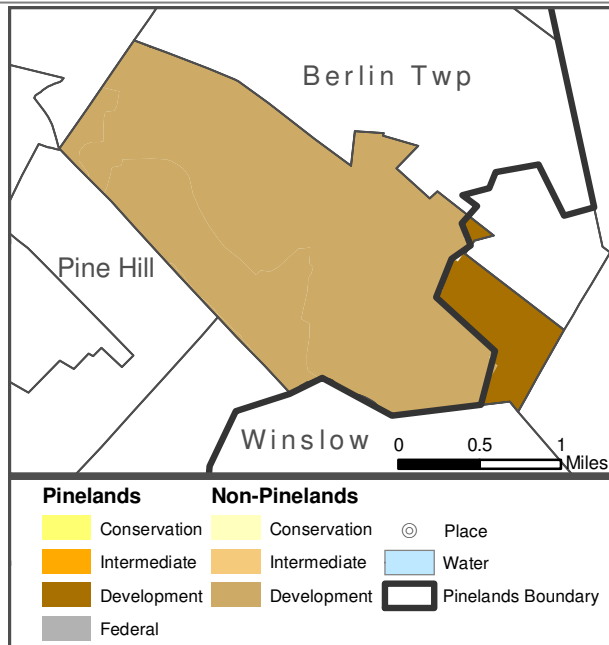 Berlin Twp
Pine Hill
Winslow
0 0.5 1
Miles
Pinelands Non-Pinelands
Conservation Conservation Place
Intermediate Intermediate Water
Development Development Pinelands Boundary
Federal